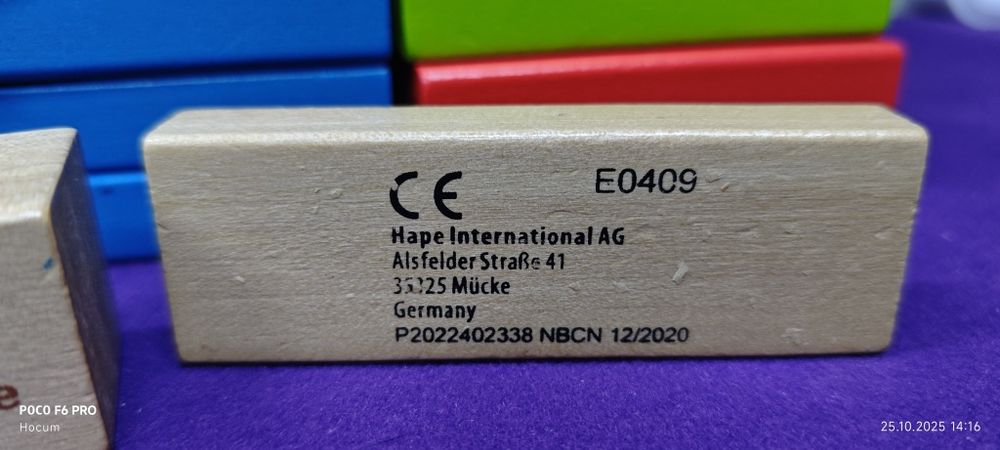 CE E0409
Hape International AG
Alsfelder Straße 41
Mücke
Germany
P2022402338 NBCN 12/2020
e
POCO F6 PRO
Носим
25.10.2025 14:16